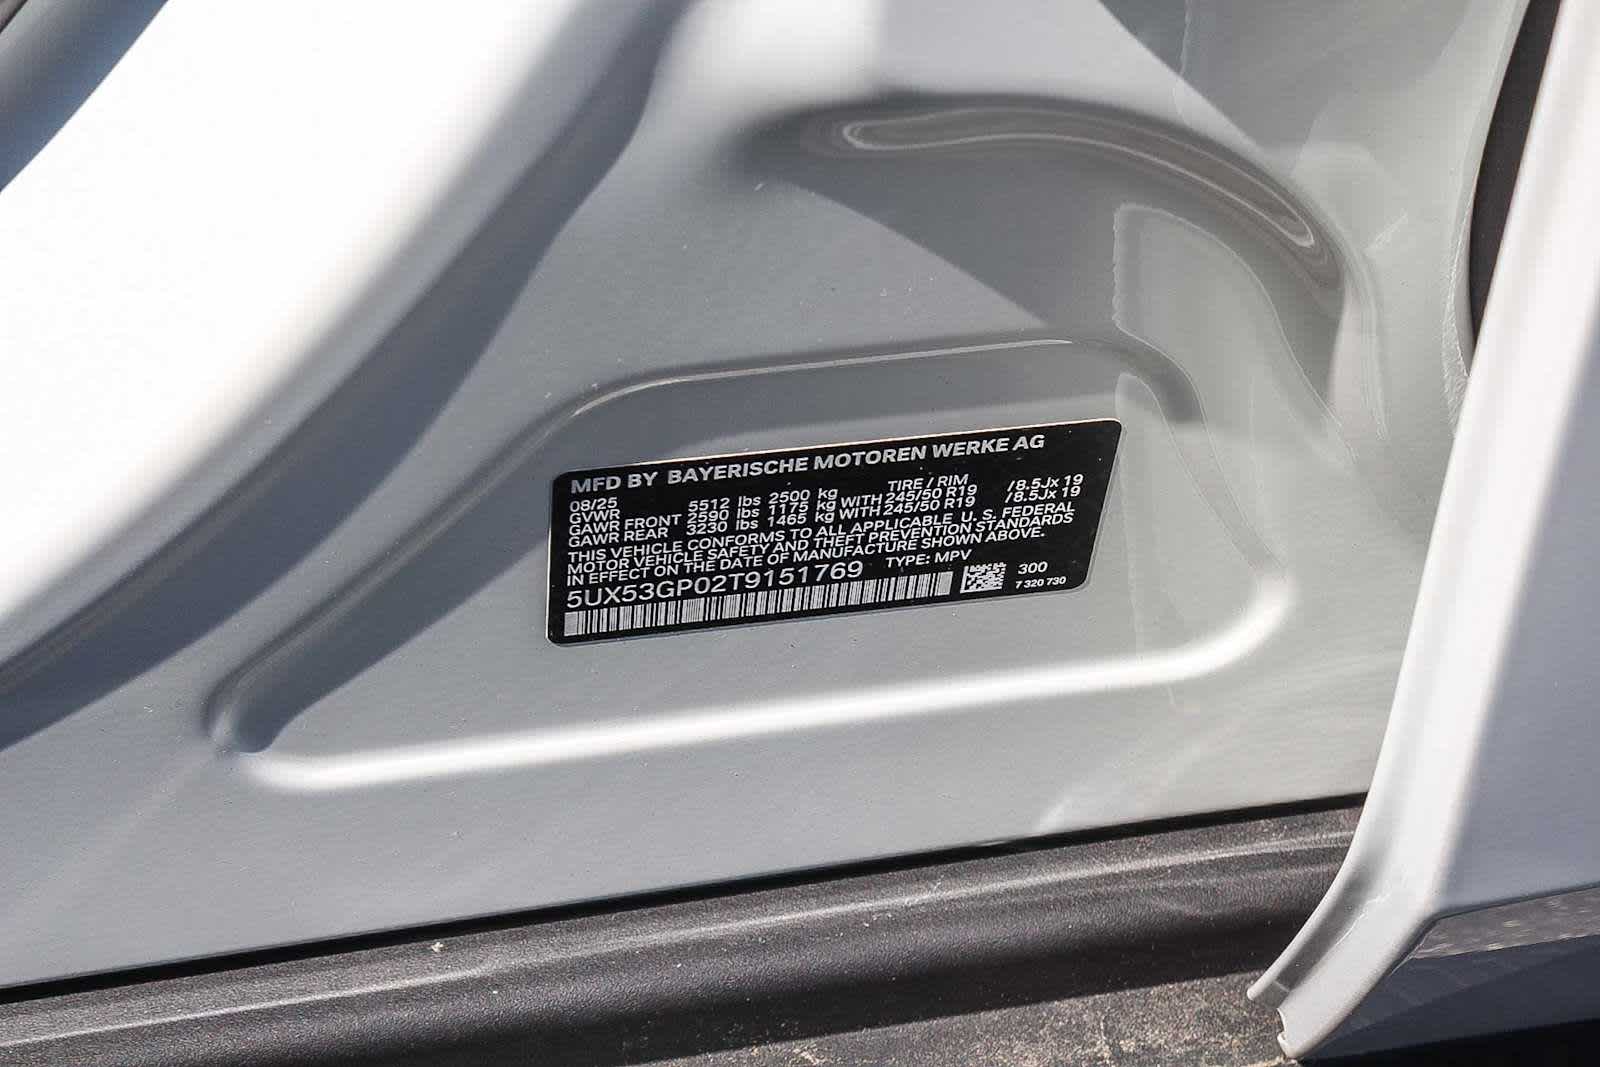 MFD BY BAYERISCHE MOTOREN WERKE AG
08/25 TIRE / RIM
GVWR 5512 lbs 2500 kg
GAWR FRONT 2590 lbs 1175 kg WITH 245/50 R19 /8.5Jx 19
GAWR REAR 3230 lbs 1465 kg WITH 245/50 R19 /8.5Jx 19
THIS VEHICLE CONFORMS TO ALL APPLICABLE U. S. FEDERAL
MOTOR VEHICLE SAFETY AND THEFT PREVENTION STANDARDS
IN EFFECT ON THE DATE OF MANUFACTURE SHOWN ABOVE.
5UX53GP02T9151769 TYPE: MPV
300
7 320 730